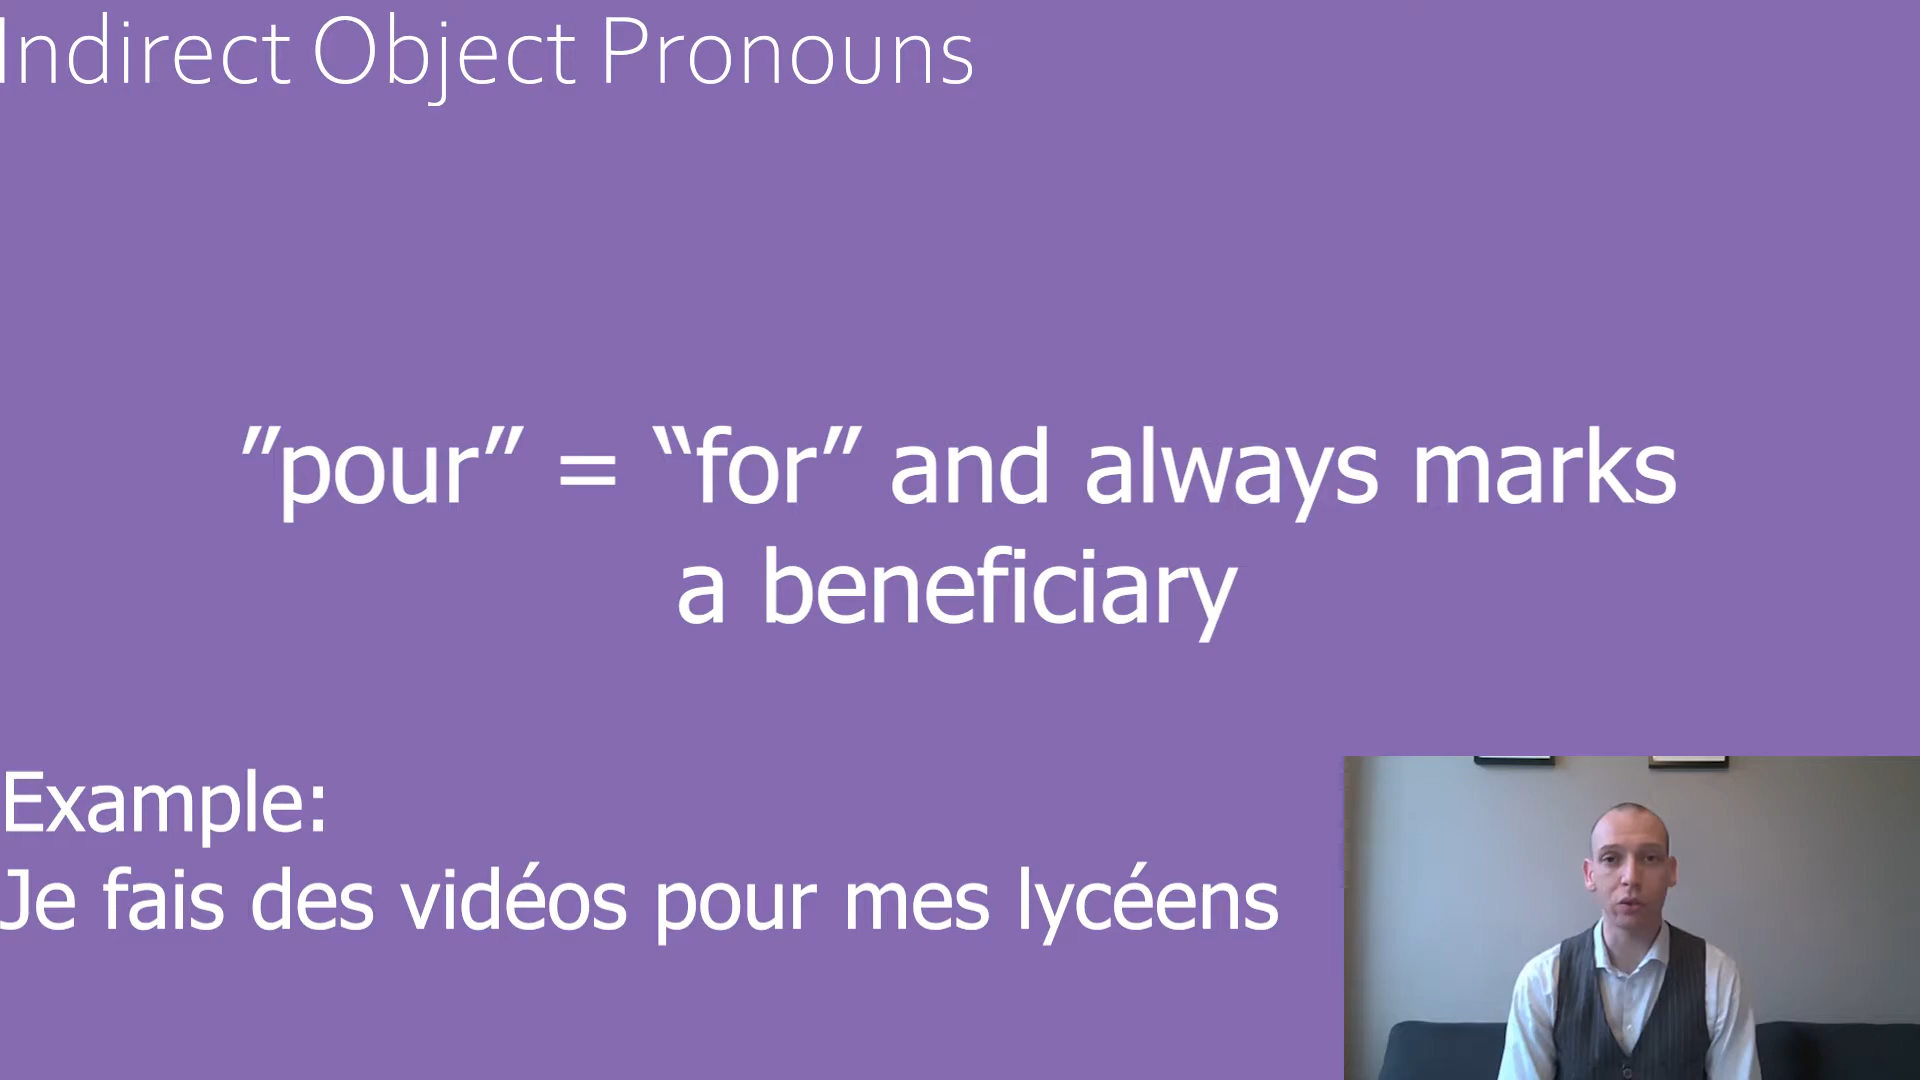 Indirect Object Pronouns
”pour” = “for” and always marks
a beneficiary
Example:
Je fais des vidéos pour mes lycéens